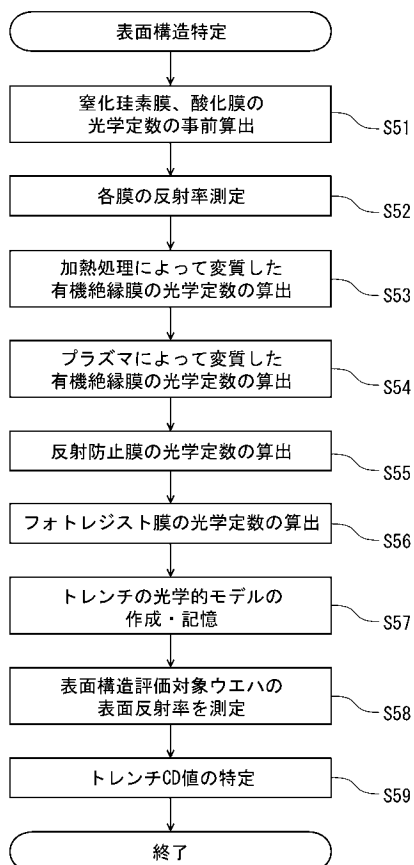 表面構造特定
窒化珪素膜、酸化膜の
光学定数の事前算出
S51
各膜の反射率測定
S52
加熱処理によって変質した
有機絶縁膜の光学定数の算出
S53
プラズマによって変質した
有機絶縁膜の光学定数の算出
S54
反射防止膜の光学定数の算出
S55
フォトレジスト膜の光学定数の算出
S56
トレンチの光学的モデルの
作成・記憶
S57
表面構造評価対象ウエハの
表面反射率を測定
S58
トレンチCD値の特定
S59
終了